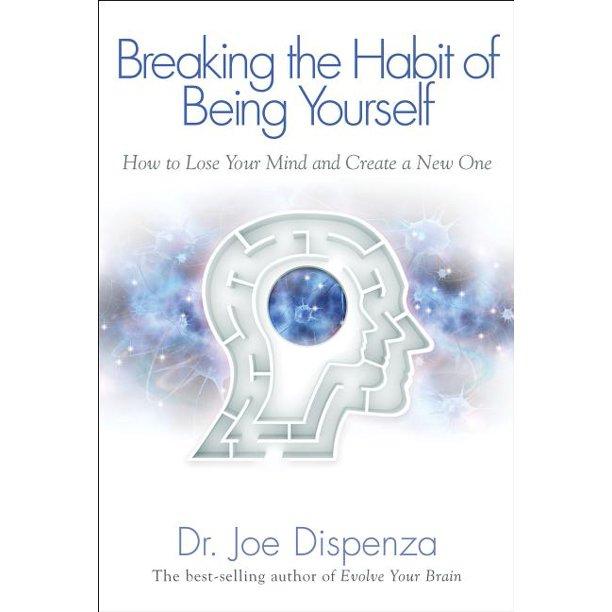 Breaking the Habit of
Being Yourself
How to Lose Your Mind and Create a New One
Dr. Joe Dispenza
The best-selling author of Evolve Your Brain